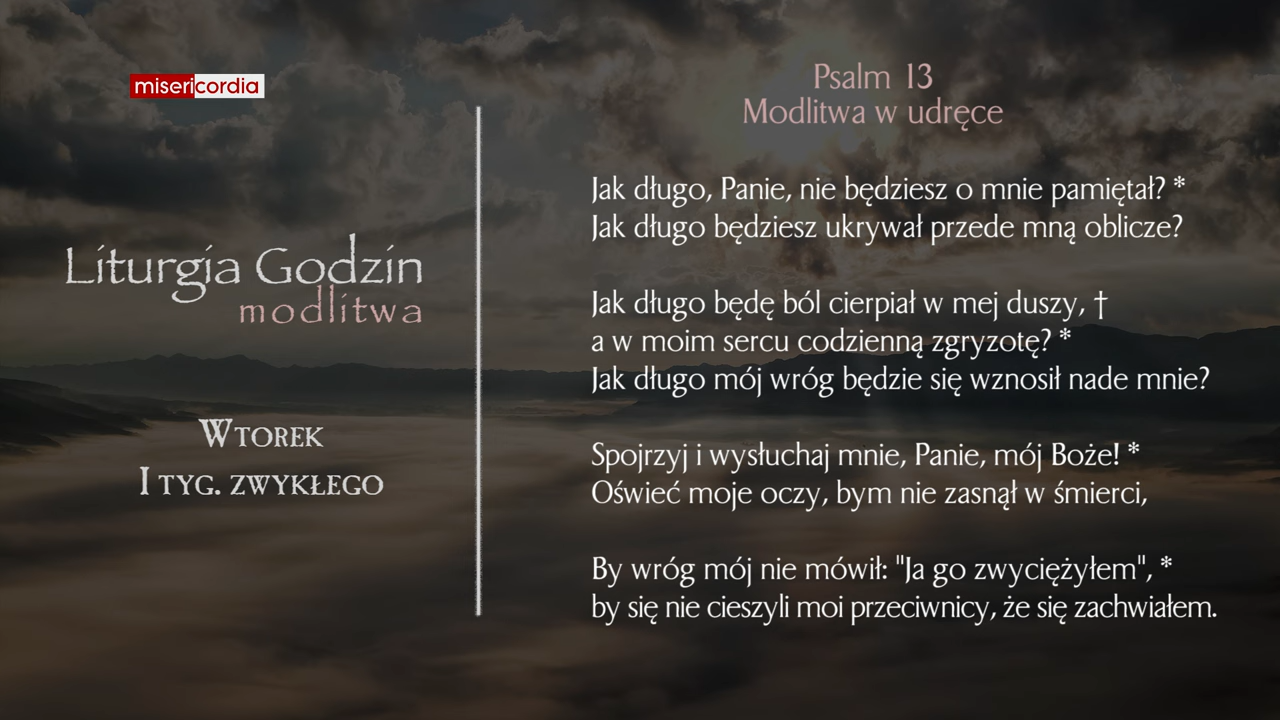 misericordia
Liturgia Godzin
modlitwa
Wtorek
I tyg. zwykłego
Psalm 13
Modlitwa w udręce
Jak długo, Panie, nie będziesz o mnie pamiętał? *
Jak długo będziesz ukrywał przede mną oblicze?
Jak długo będę ból cierpiał w mej duszy, †
a w moim sercu codzienną zgryzotę? *
Jak długo mój wróg będzie się wznosił nade mnie?
Spojrzyj i wysłuchaj mnie, Panie, mój Boże! *
Oświeć moje oczy, bym nie zasnął w śmierci,
By wróg mój nie mówił: "Ja go zwyciężyłem", *
by się nie cieszyli moi przeciwnicy, że się zachwiałem.